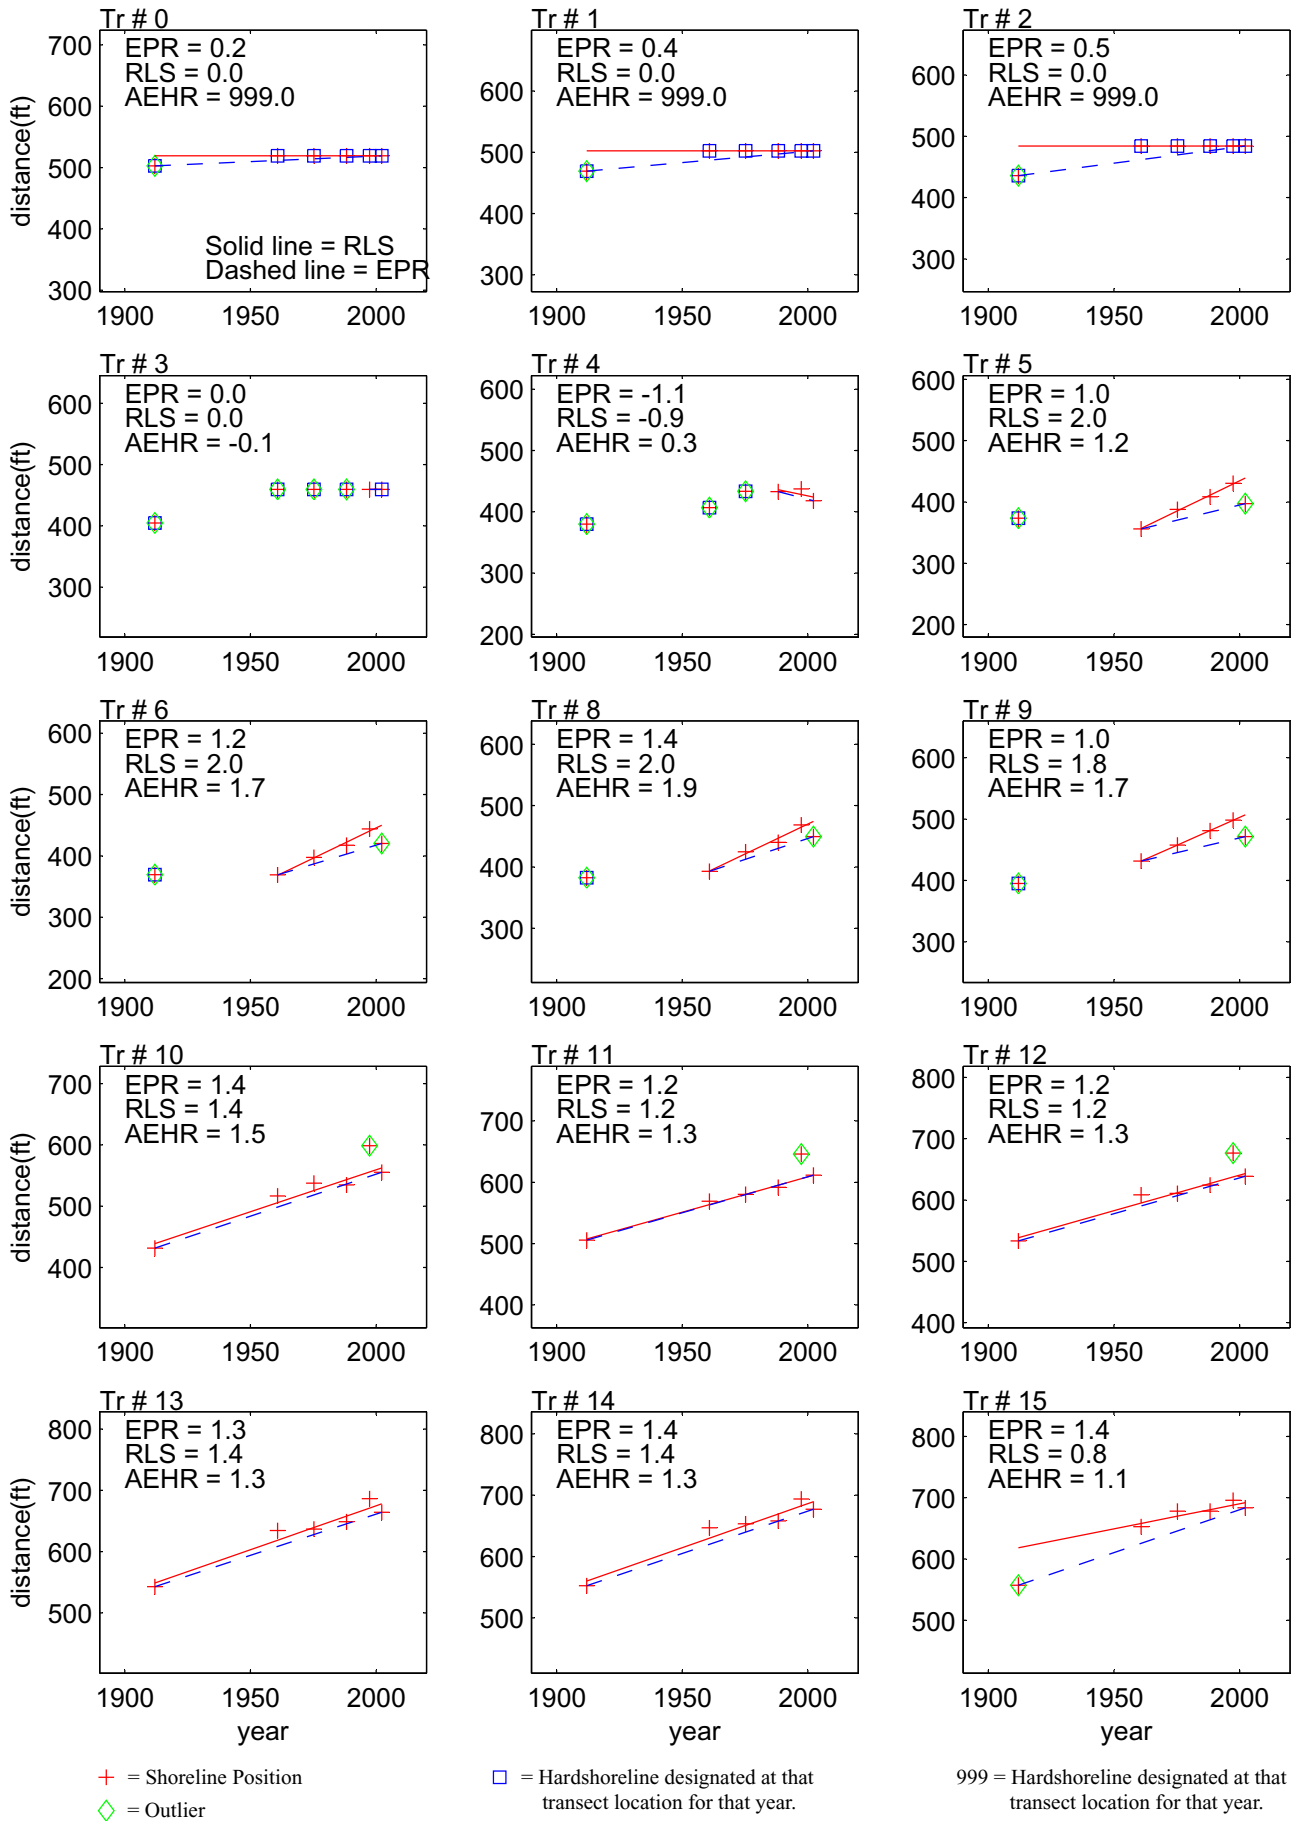 Tr # 0
EPR = 0.2
RLS = 0.0
AEHR = 999.0
Solid line = RLS
Dashed line = EPR
distance(ft)
700
600
500
400
300
1900 1950 2000
Tr # 1
EPR = 0.4
RLS = 0.0
AEHR = 999.0
600
500
400
300
1900 1950 2000
Tr # 2
EPR = 0.5
RLS = 0.0
AEHR = 999.0
600
500
400
300
1900 1950 2000
Tr # 3
EPR = 0.0
RLS = 0.0
AEHR = -0.1
distance(ft)
600
500
400
300
1900 1950 2000
Tr # 4
EPR = -1.1
RLS = -0.9
AEHR = 0.3
600
500
400
300
200
1900 1950 2000
Tr # 5
EPR = 1.0
RLS = 2.0
AEHR = 1.2
600
500
400
300
200
1900 1950 2000
Tr # 6
EPR = 1.2
RLS = 2.0
AEHR = 1.7
distance(ft)
600
500
400
300
200
1900 1950 2000
Tr # 8
EPR = 1.4
RLS = 2.0
AEHR = 1.9
600
500
400
300
1900 1950 2000
Tr # 9
EPR = 1.0
RLS = 1.8
AEHR = 1.7
600
500
400
300
1900 1950 2000
Tr # 10
EPR = 1.4
RLS = 1.4
AEHR = 1.5
distance(ft)
700
600
500
400
1900 1950 2000
Tr # 11
EPR = 1.2
RLS = 1.2
AEHR = 1.3
700
600
500
400
1900 1950 2000
Tr # 12
EPR = 1.2
RLS = 1.2
AEHR = 1.3
800
700
600
500
400
1900 1950 2000
Tr # 13
EPR = 1.3
RLS = 1.4
AEHR = 1.3
distance(ft)
800
700
600
500
1900 1950 2000
year
Tr # 14
EPR = 1.4
RLS = 1.4
AEHR = 1.3
800
700
600
500
1900 1950 2000
year
Tr # 15
EPR = 1.4
RLS = 0.8
AEHR = 1.1
800
700
600
500
1900 1950 2000
year
= Shoreline Position
= Outlier
= Hardshoreline designated at that
transect location for that year.
999 = Hardshoreline designated at that
transect location for that year.